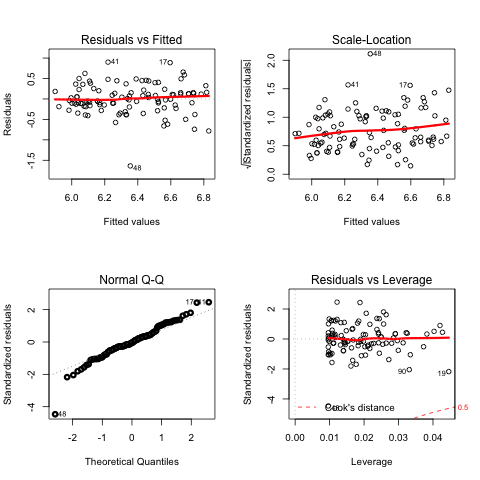 Residuals vs Fitted
Residuals
0.5
-0.5
-1.5
41
17
48
6.0 6.2 6.4 6.6 6.8
Fitted values
Scale-Location
√|Standardized residuals|
2.0
1.5
1.0
0.5
0.0
48
41
17
6.0 6.2 6.4 6.6 6.8
Fitted values
Normal Q-Q
Standardized residuals
2
0
-2
-4
48
-2 -1 0 1 2
Theoretical Quantiles
Residuals vs Leverage
Standardized residuals
2
0
-2
-4
90
19
Cook's distance
0.5
0.00 0.01 0.02 0.03 0.04
Leverage